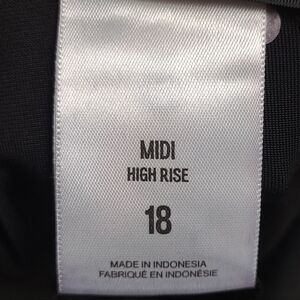 MIDI
HIGH RISE
18
MADE IN INDONESIA
FABRIQUÉ EN INDONÉSIE